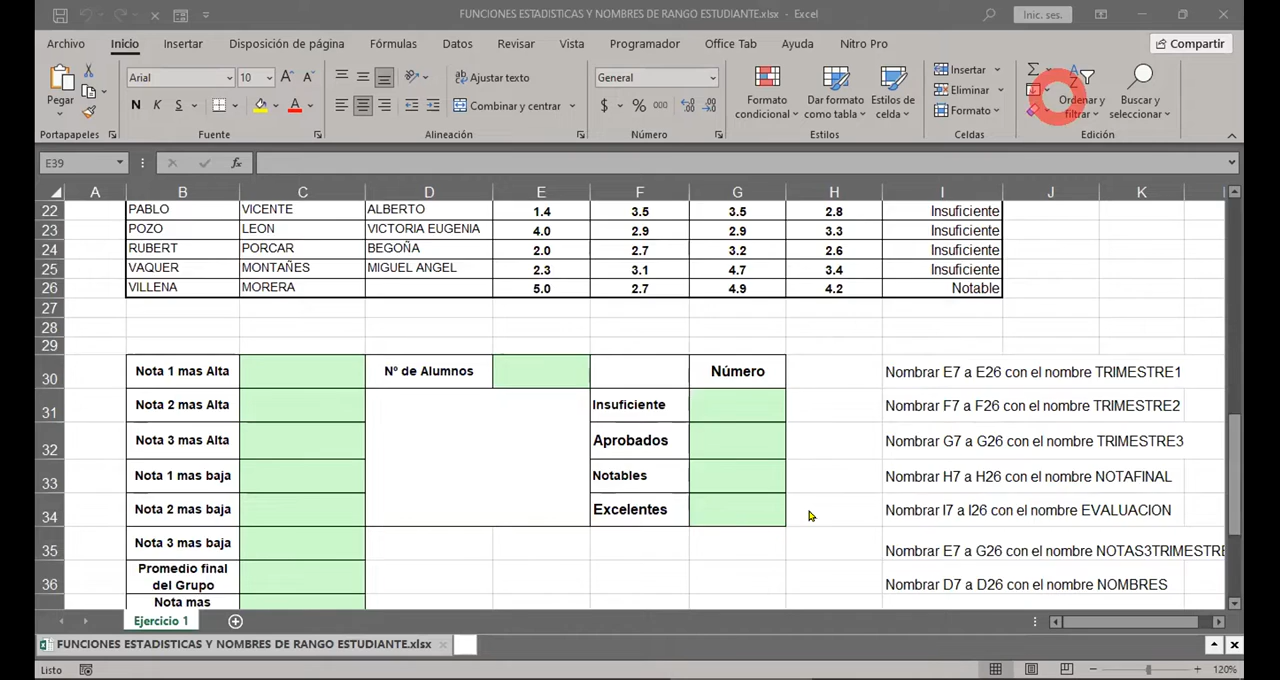 FUNCIONES ESTADISTICAS Y NOMBRES DE RANGO ESTUDIANTE.xlsx - Excel
Inic. ses.
Archivo Inicio Insertar Disposición de página Fórmulas Datos Revisar Vista Programador Office Tab Ayuda Nitro Pro
Compartir
Pegar
Arial 10
N K S
Ajustar texto
Combinar y centrar
General
$ % 000
Formato condicional
Dar formato como tabla
Estilos de celda
Insertar
Eliminar
Formato
Ordenar y filtrar
Buscar y seleccionar
Portapapeles Fuente Alineación Número Estilos Celdas Edición
E39 fx
A B C D E F G H I J K
22 PABLO VICENTE ALBERTO 1.4 3.5 3.5 2.8 Insuficiente
23 POZO LEON VICTORIA EUGENIA 4.0 2.9 2.9 3.3 Insuficiente
24 RUBERT PORCAR BEGOÑA 2.0 2.7 3.2 2.6 Insuficiente
25 VAQUER MONTAÑES MIGUEL ANGEL 2.3 3.1 4.7 3.4 Insuficiente
26 VILLENA MORERA 5.0 2.7 4.9 4.2 Notable
27
28
29
30 Nota 1 mas Alta Nº de Alumnos Número Nombrar E7 a E26 con el nombre TRIMESTRE1
31 Nota 2 mas Alta Insuficiente Nombrar F7 a F26 con el nombre TRIMESTRE2
32 Nota 3 mas Alta Aprobados Nombrar G7 a G26 con el nombre TRIMESTRE3
33 Nota 1 mas baja Notables Nombrar H7 a H26 con el nombre NOTAFINAL
34 Nota 2 mas baja Excelentes Nombrar I7 a I26 con el nombre EVALUACION
35 Nota 3 mas baja Nombrar E7 a G26 con el nombre NOTAS3TRIMESTRE
36 Promedio final del Grupo Nombrar D7 a D26 con el nombre NOMBRES
Nota mas
Ejercicio 1
FUNCIONES ESTADISTICAS Y NOMBRES DE RANGO ESTUDIANTE.xlsx
Listo 120%